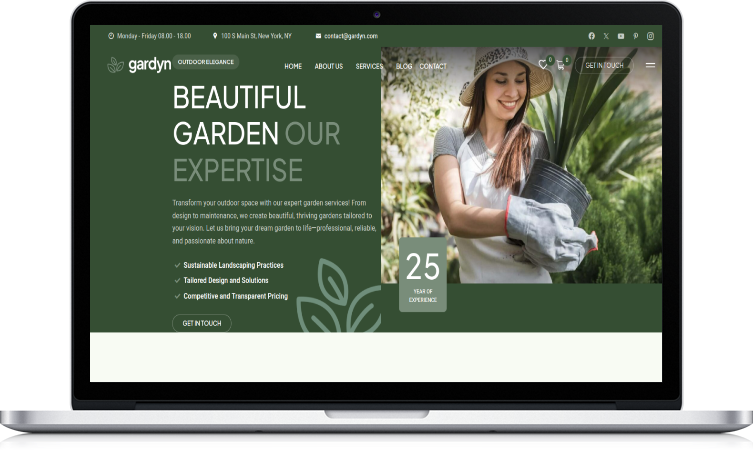 Monday - Friday 08.00 - 18.00
100 S Main St, New York, NY
contact@gardyn.com
gardyn
OUTDOOR ELEGANCE
HOME
ABOUT US
SERVICES
BLOG
CONTACT
0
0
GET IN TOUCH
BEAUTIFUL
GARDEN OUR
EXPERTISE
Transform your outdoor space with our expert garden services! From
design to maintenance, we create beautiful, thriving gardens tailored to
your vision. Let us bring your dream garden to life—professional, reliable,
and passionate about nature.
Sustainable Landscaping Practices
Tailored Design and Solutions
Competitive and Transparent Pricing
GET IN TOUCH
25
YEAR OF
EXPERIENCE